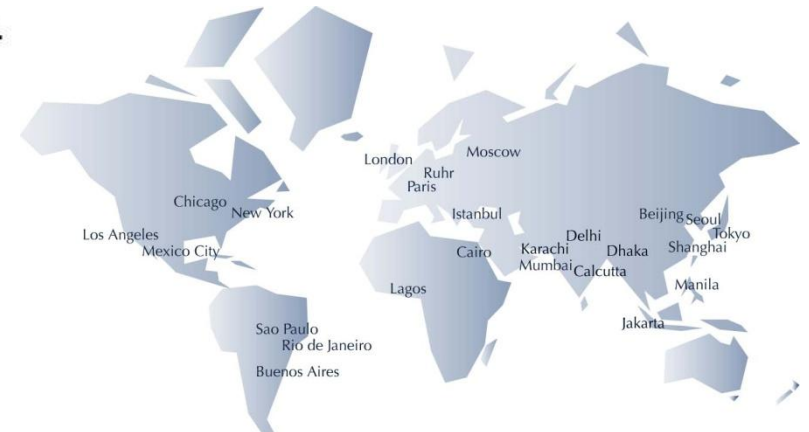 London
Moscow
Ruhr
Paris
Chicago
New York
Istanbul
Beijing
Seoul
Los Angeles
Mexico City
Cairo
Karachi
Delhi
Dhaka
Shanghai
Tokyo
Mumbai
Calcutta
Lagos
Manila
Sao Paulo
Rio de Janeiro
Jakarta
Buenos Aires